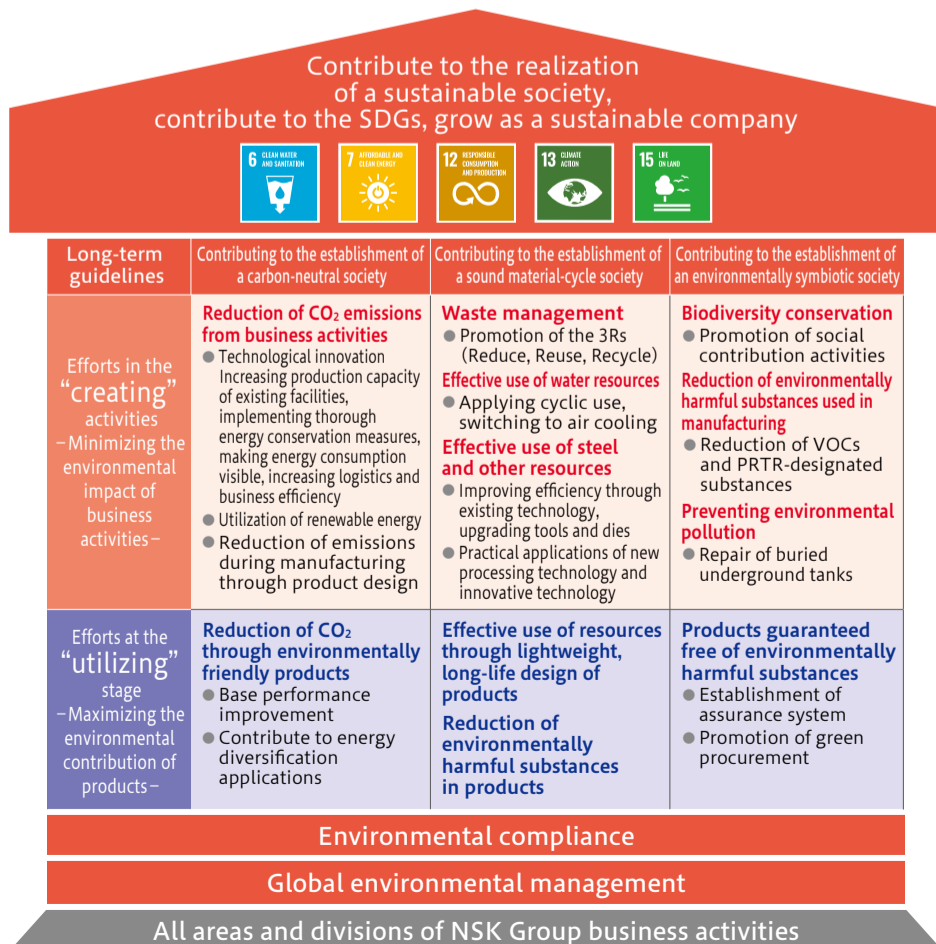 Contribute to the realization
of a sustainable society,
contribute to the SDGs, grow as a sustainable company
6 CLEAN WATER
AND SANITATION
7 AFFORDABLE AND
CLEAN ENERGY
12 RESPONSIBLE
CONSUMPTION
AND PRODUCTION
13 CLIMATE
ACTION
15 LIFE
ON LAND
Long-term
guidelines
Contributing to the establishment of
a carbon-neutral society
Contributing to the establishment of
a sound material-cycle society
Contributing to the establishment of
an environmentally symbiotic society
Efforts in the
“creating”
activities
–Minimizing the
environmental
impact of
business
activities–
Reduction of CO₂ emissions
from business activities
● Technological innovation
Increasing production capacity
of existing facilities,
implementing thorough
energy conservation measures,
making energy consumption
visible, increasing logistics and
business efficiency
● Utilization of renewable energy
● Reduction of emissions
during manufacturing
through product design
Waste management
● Promotion of the 3Rs
(Reduce, Reuse, Recycle)
Effective use of water resources
● Applying cyclic use,
switching to air cooling
Effective use of steel
and other resources
● Improving efficiency through
existing technology,
upgrading tools and dies
● Practical applications of new
processing technology and
innovative technology
Biodiversity conservation
● Promotion of social
contribution activities
Reduction of environmentally
harmful substances used in
manufacturing
● Reduction of VOCs
and PRTR-designated
substances
Preventing environmental
pollution
● Repair of buried
underground tanks
Efforts at the
“utilizing”
stage
–Maximizing the
environmental
contribution of
products–
Reduction of CO₂
through environmentally
friendly products
● Base performance
improvement
● Contribute to energy
diversification
applications
Effective use of resources
through lightweight,
long-life design of
products
Reduction of
environmentally
harmful substances
in products
Products guaranteed
free of environmentally
harmful substances
● Establishment of
assurance system
● Promotion of green
procurement
Environmental compliance
Global environmental management
All areas and divisions of NSK Group business activities